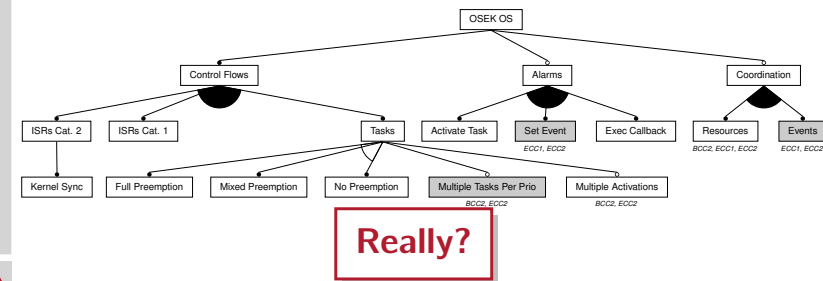 OSEK OS
Control Flows Alarms Coordination
ISRs Cat. 2 ISRs Cat. 1 Tasks Activate Task Set Event Exec Callback Resources Events
ECC1, ECC2 BCC2, ECC1, ECC2 ECC1, ECC2
Kernel Sync Full Preemption Mixed Preemption No Preemption Multiple Tasks Per Prio Multiple Activations
BCC2, ECC2 BCC2, ECC2
Really?